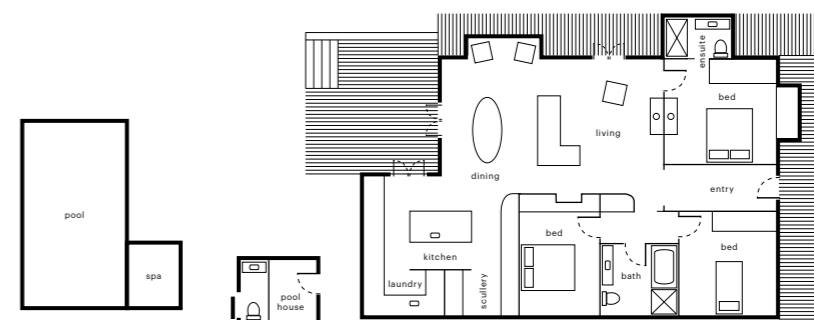 ensuite
bed
living
dining
entry
pool
bed
bed
kitchen
bath
spa
laundry
scullery
pool
house